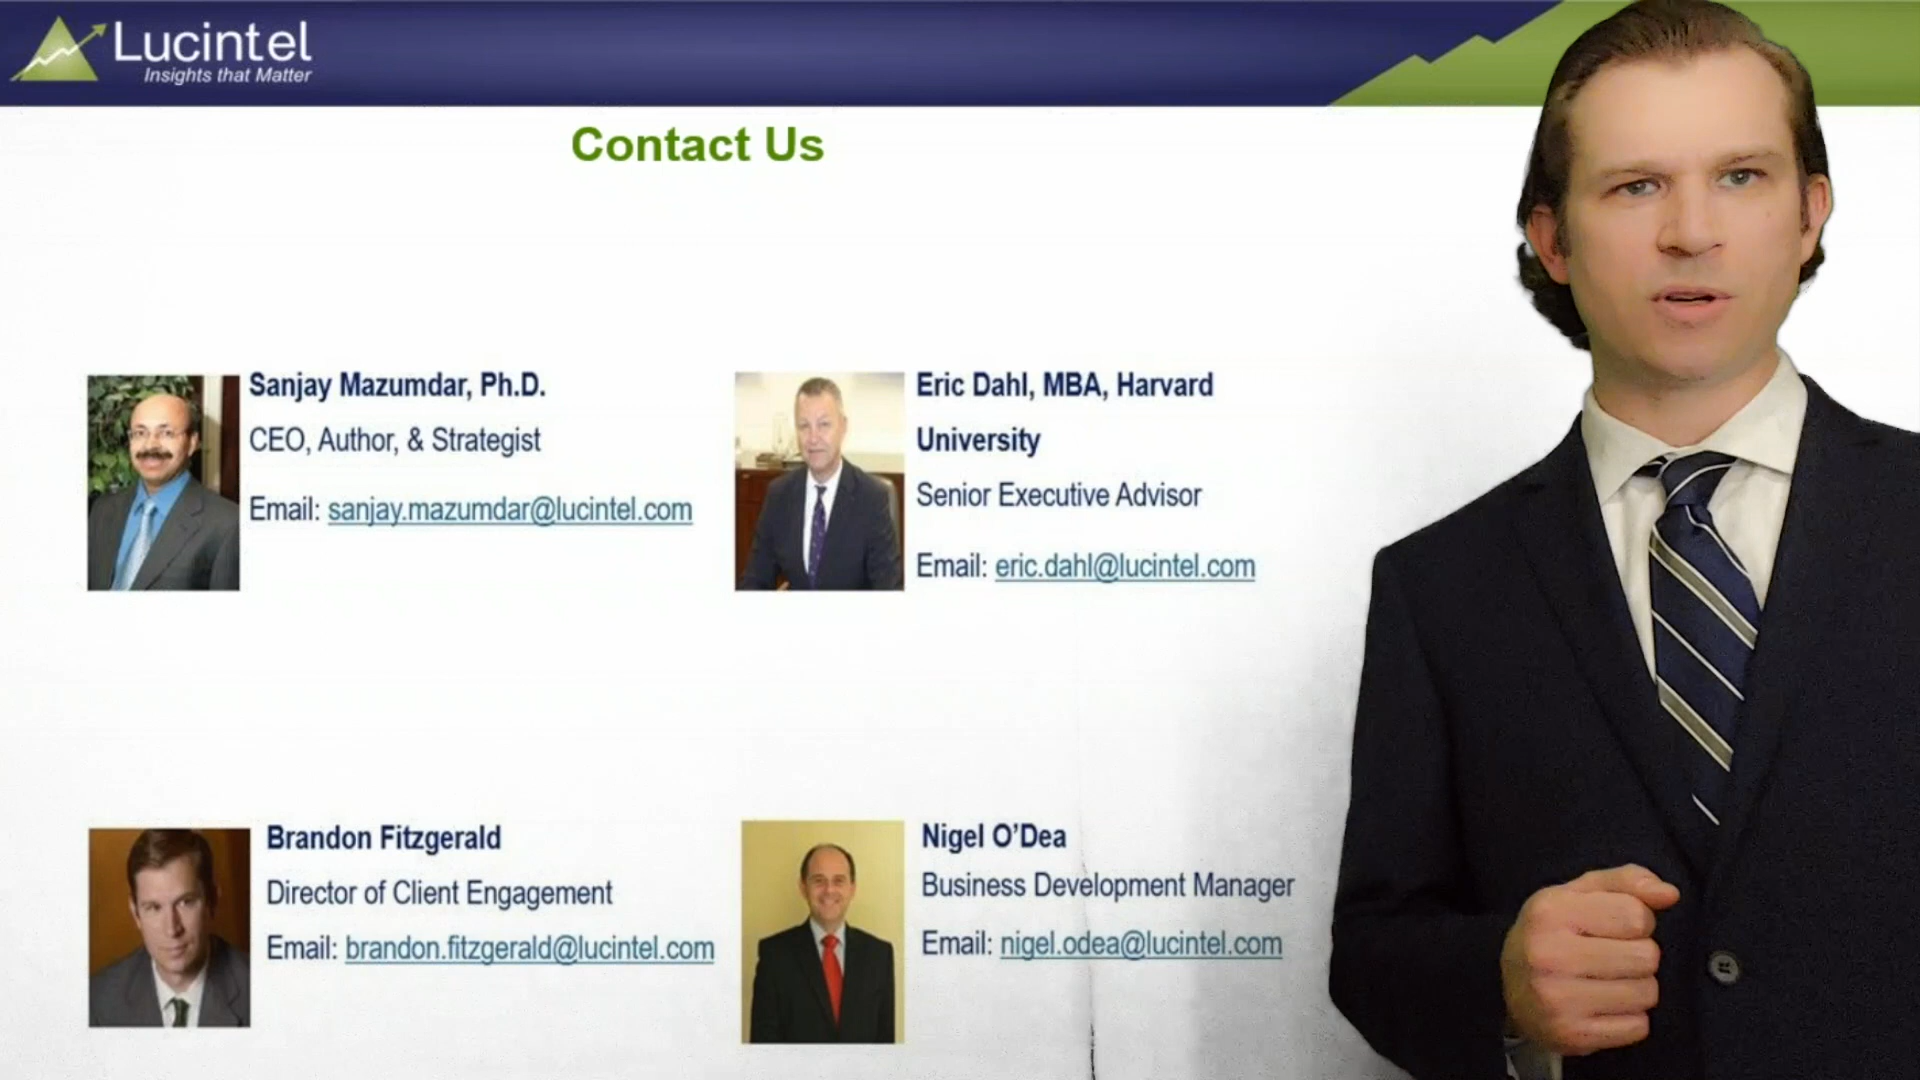 Lucintel
Insights that Matter
Contact Us
Sanjay Mazumdar, Ph.D.
CEO, Author, & Strategist
Email: sanjay.mazumdar@lucintel.com
Eric Dahl, MBA, Harvard
University
Senior Executive Advisor
Email: eric.dahl@lucintel.com
Brandon Fitzgerald
Director of Client Engagement
Email: brandon.fitzgerald@lucintel.com
Nigel O’Dea
Business Development Manager
Email: nigel.odea@lucintel.com